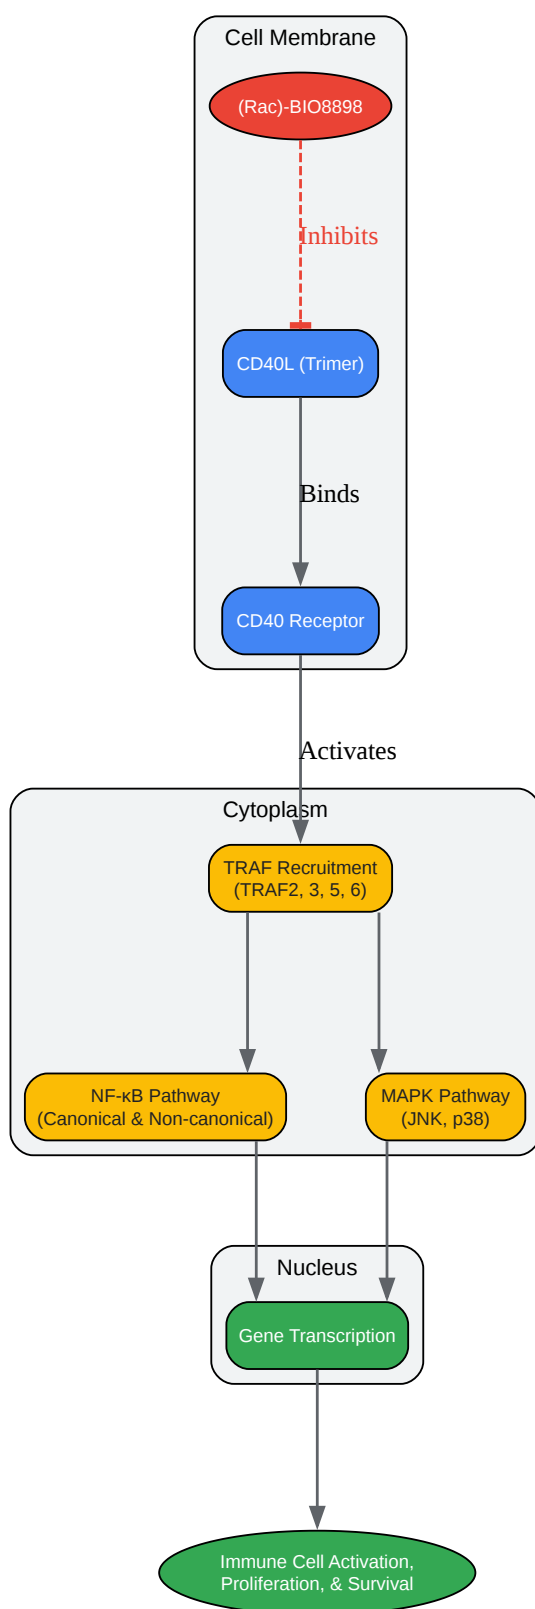 Cell Membrane
(Rac)-BIO8898
Inhibits
CD40L (Trimer)
Binds
CD40 Receptor
Activates
Cytoplasm
TRAF Recruitment
(TRAF2, 3, 5, 6)
NF-κB Pathway
(Canonical & Non-canonical)
MAPK Pathway
(JNK, p38)
Nucleus
Gene Transcription
Immune Cell Activation,
Proliferation, & Survival